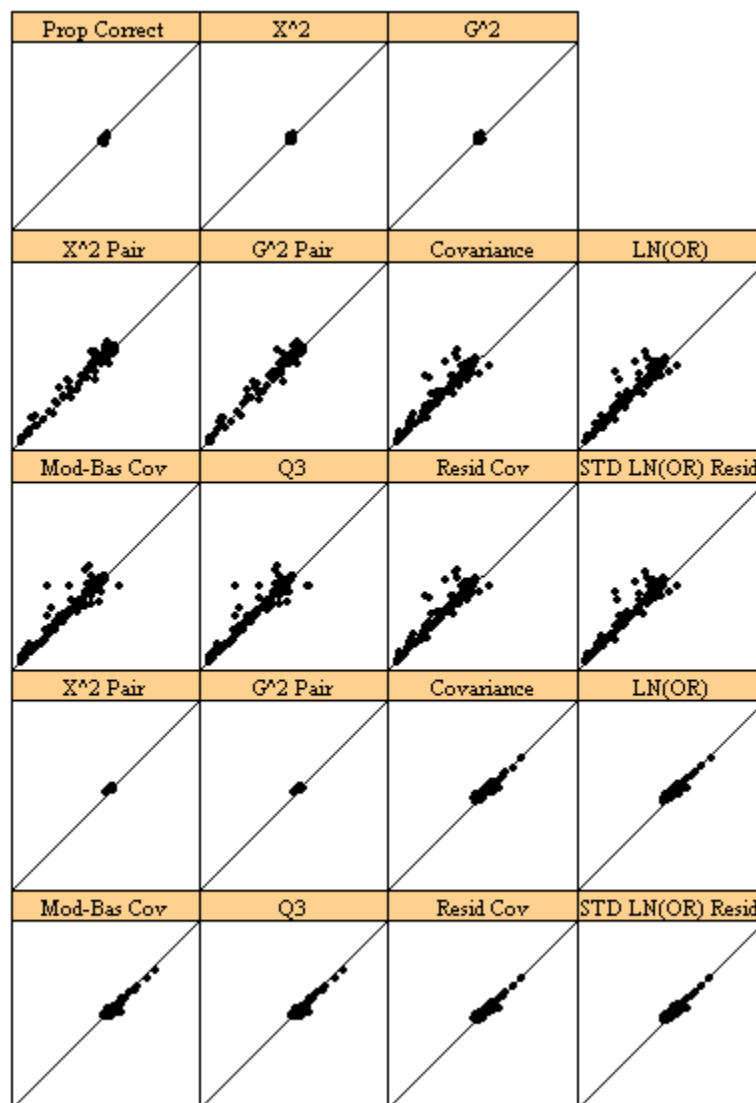 Prop Correct X^2 G^2
X^2 Pair G^2 Pair Covariance LN(OR)
Mod-Bas Cov Q3 Resid Cov STD LN(OR) Resid
X^2 Pair G^2 Pair Covariance LN(OR)
Mod-Bas Cov Q3 Resid Cov STD LN(OR) Resid